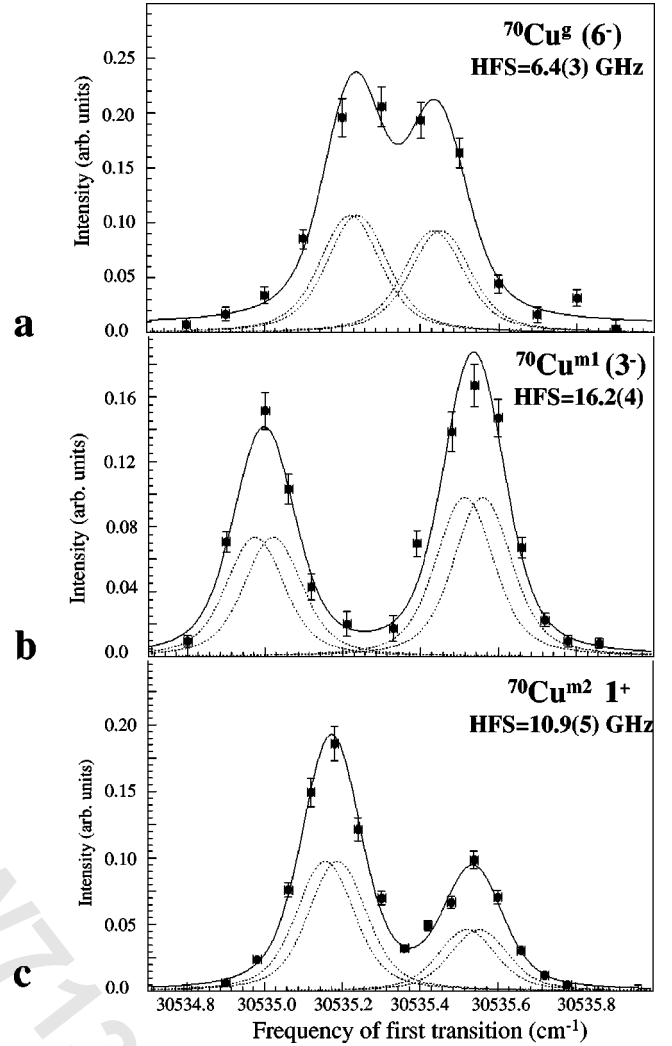 ⁷⁰Cuᵍ (6⁻)
HFS=6.4(3) GHz
Intensity (arb. units)
0.25
0.20
0.15
0.10
0.05
0.0
a
⁷⁰Cuᵐ¹ (3⁻)
HFS=16.2(4)
Intensity (arb. units)
0.16
0.12
0.08
0.04
0.0
b
⁷⁰Cuᵐ² 1⁺
HFS=10.9(5) GHz
Intensity (arb. units)
0.20
0.15
0.10
0.05
0.0
c
30534.8 30535.0 30535.2 30535.4 30535.6 30535.8
Frequency of first transition (cm⁻¹)